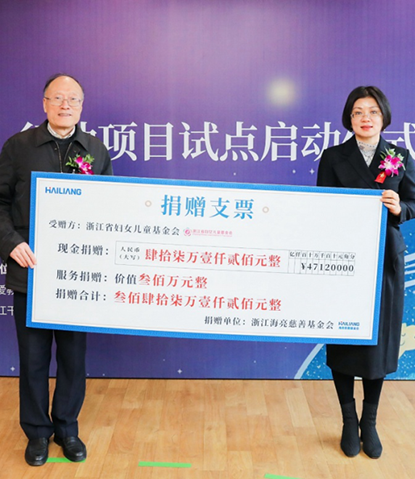 项目试点启动仪式
HAILIANG
捐赠支票
受赠方：浙江省妇女儿童基金会
现金捐赠： 人民币（大写） 肆拾柒万壹仟贰佰元整 ¥47120000
服务捐赠： 价值 叁佰万元整
捐赠合计： 叁佰肆拾柒万壹仟贰佰元整
捐赠单位： 浙江海亮慈善基金会 HAILIANG